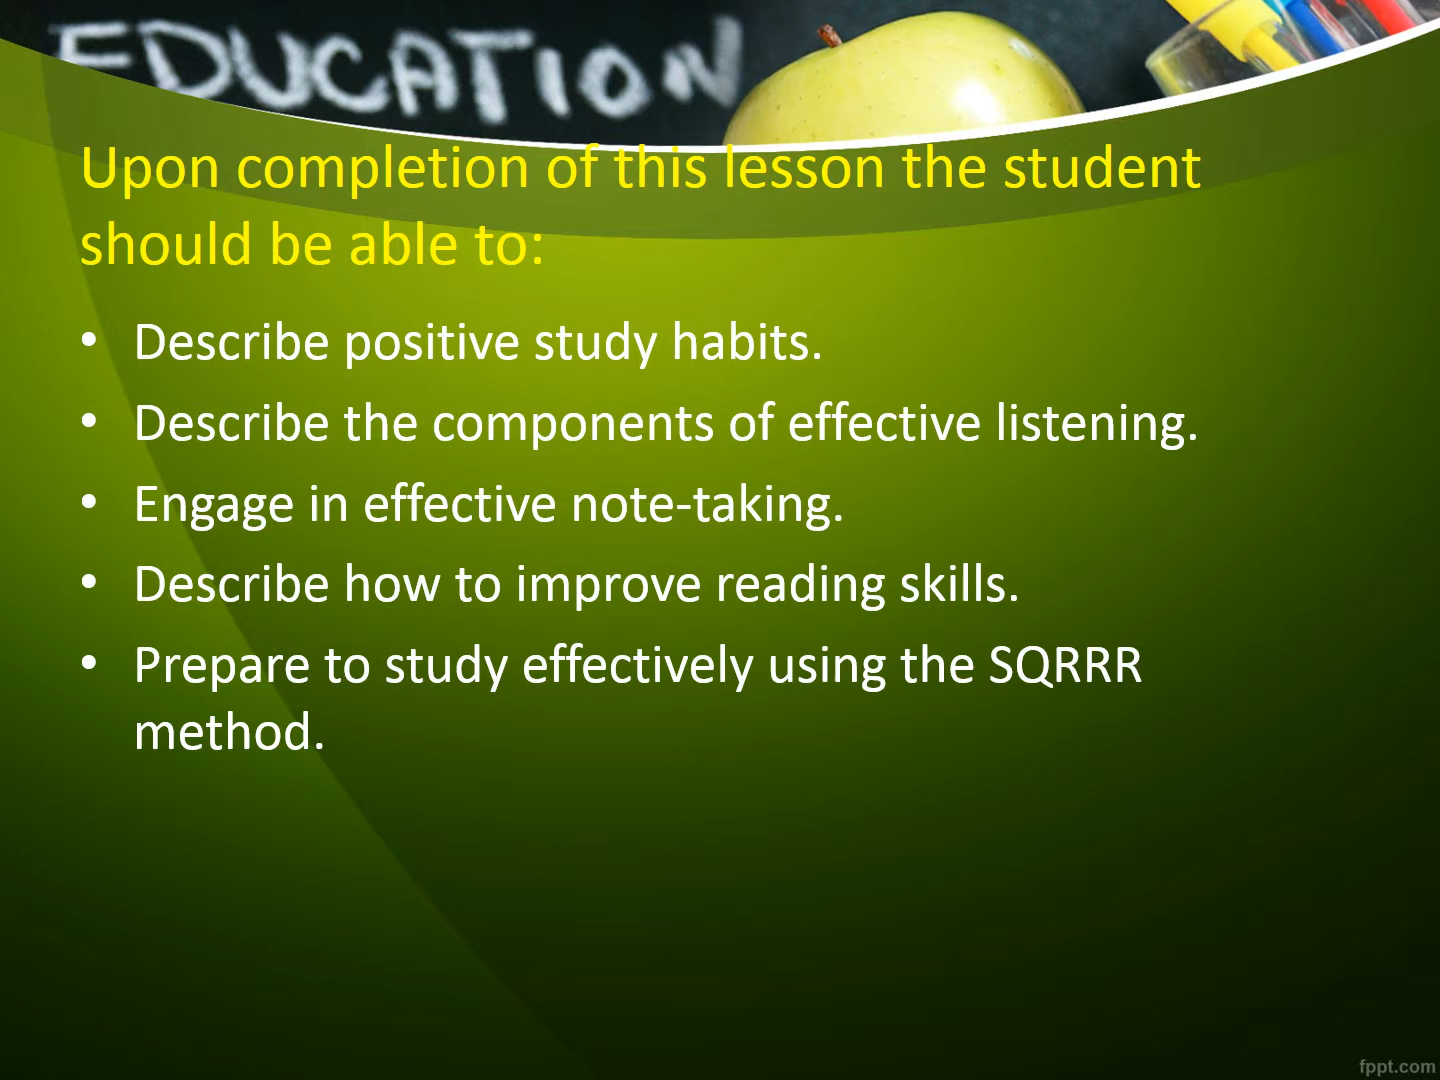 EDUCATION
Upon completion of this lesson the student
should be able to:
• Describe positive study habits.
• Describe the components of effective listening.
• Engage in effective note-taking.
• Describe how to improve reading skills.
• Prepare to study effectively using the SQRRR
method.
fppt.com